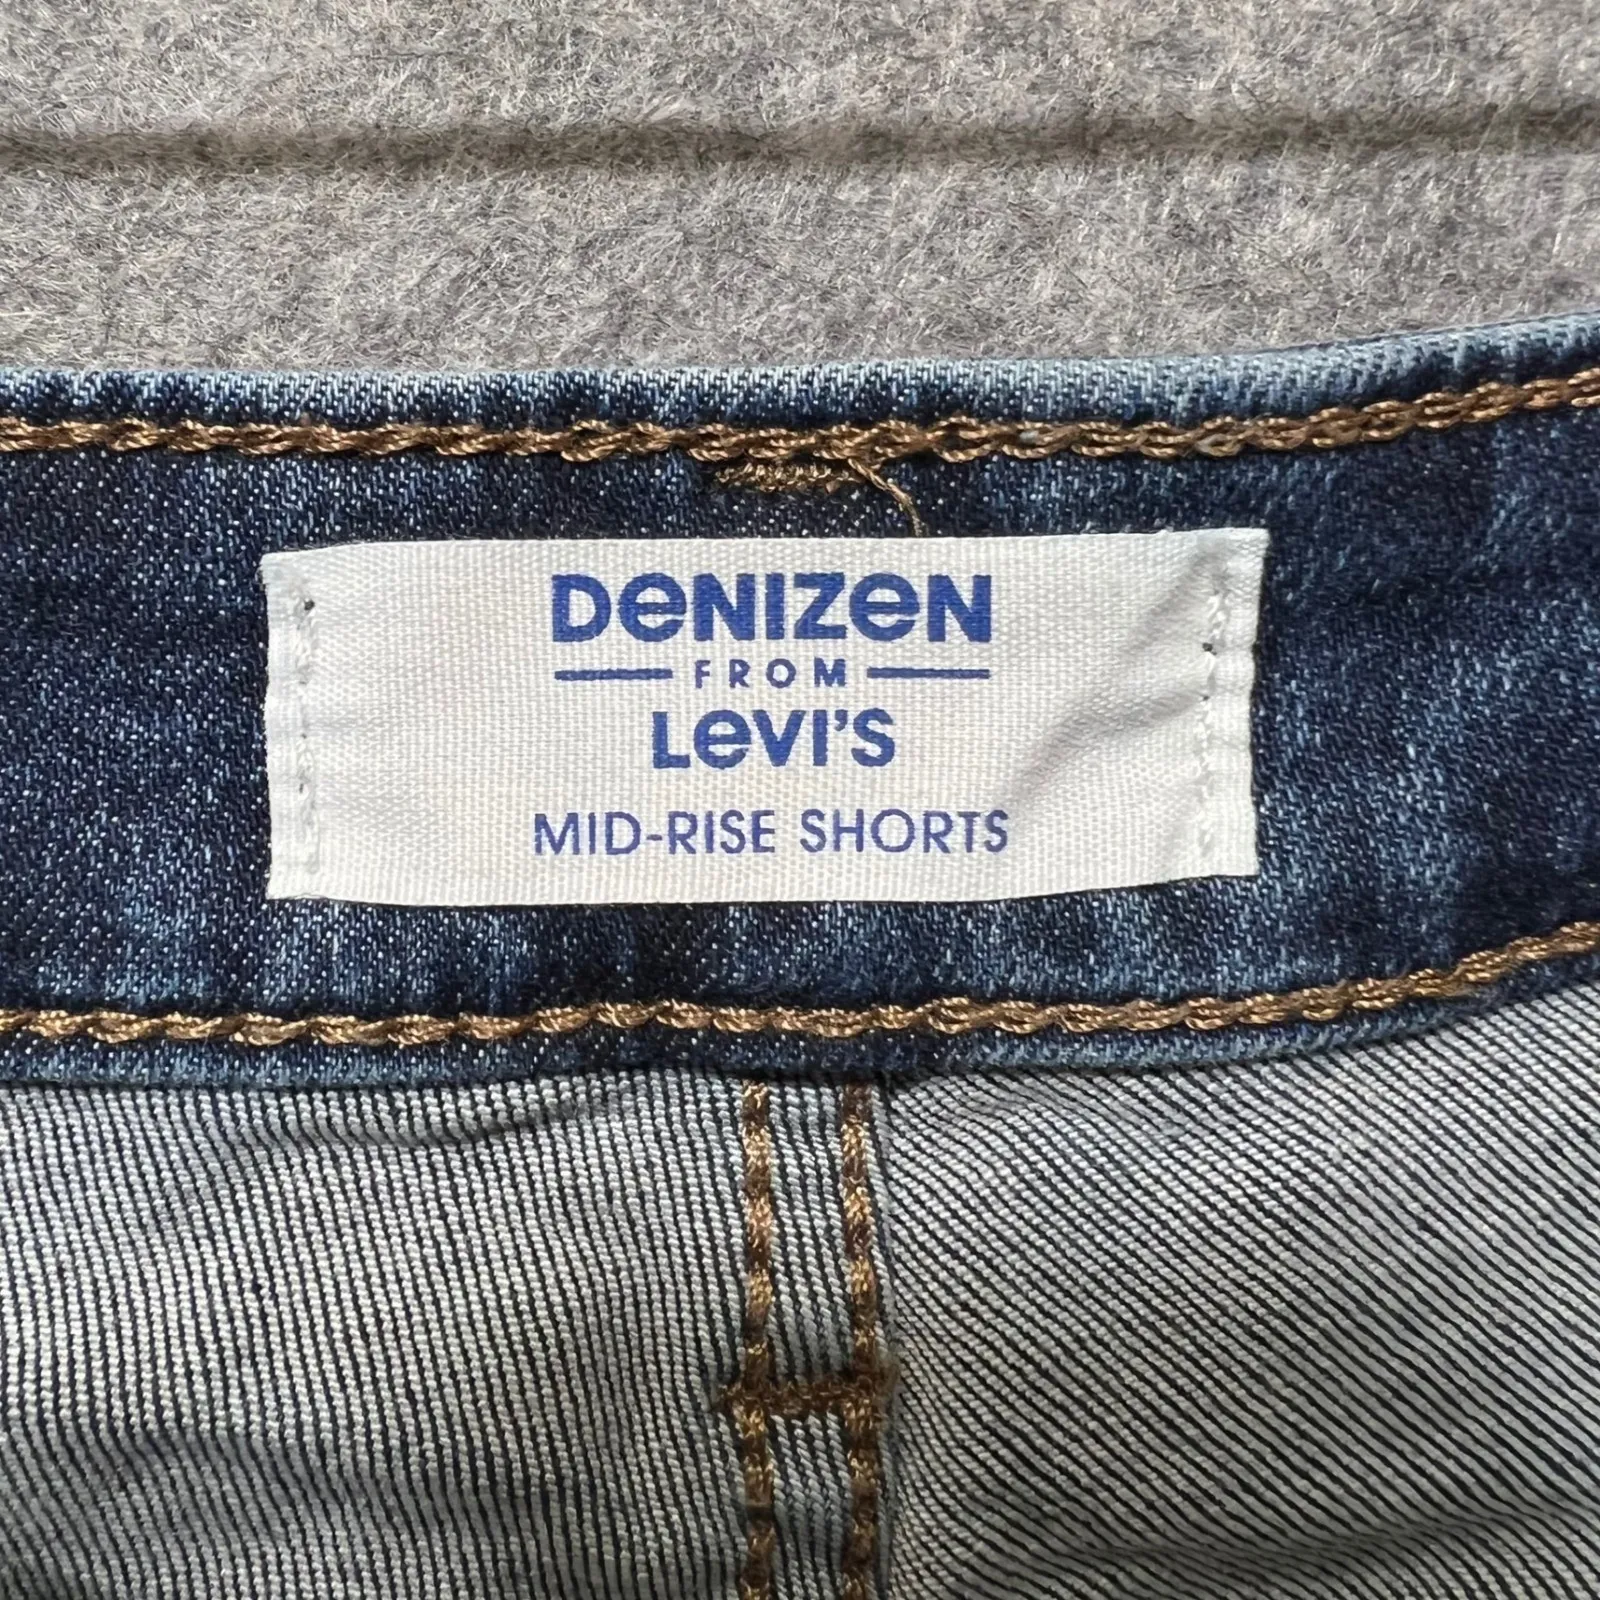 DeNIZeN
FROM
LeVI'S
MID-RISE SHORTS